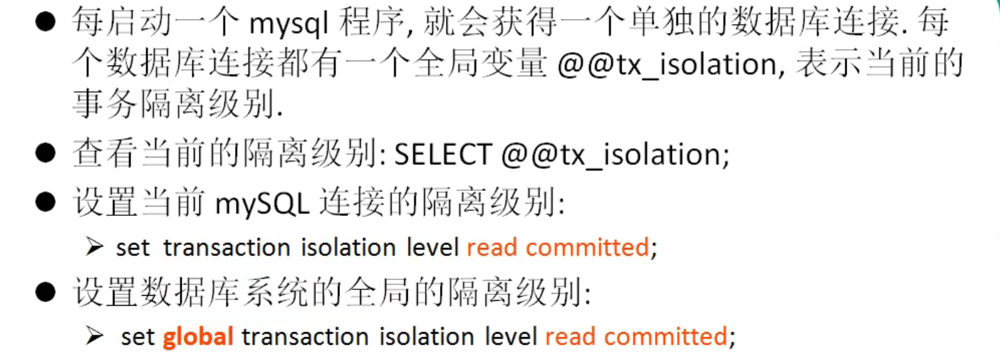 ● 每启动一个 mysql 程序, 就会获得一个单独的数据库连接. 每
个数据库连接都有一个全局变量 @@tx_isolation, 表示当前的
事务隔离级别.
● 查看当前的隔离级别: SELECT @@tx_isolation;
● 设置当前 mySQL 连接的隔离级别:
➢ set transaction isolation level read committed;
● 设置数据库系统的全局的隔离级别:
➢ set global transaction isolation level read committed;